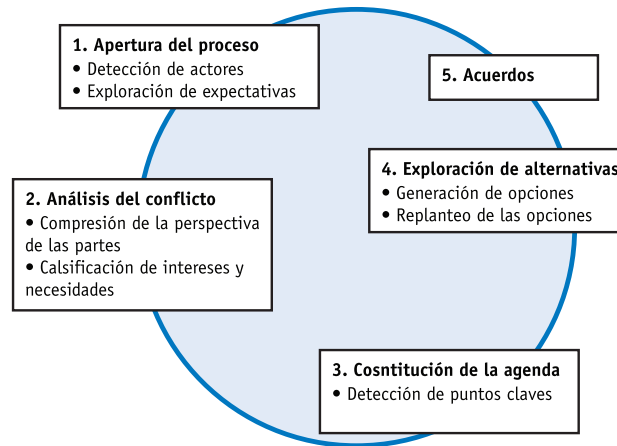 1. Apertura del proceso
• Detección de actores
• Exploración de expectativas
2. Análisis del conflicto
• Compresión de la perspectiva
de las partes
• Calsificación de intereses y
necesidades
3. Cosntitución de la agenda
• Detección de puntos claves
4. Exploración de alternativas
• Generación de opciones
• Replanteo de las opciones
5. Acuerdos